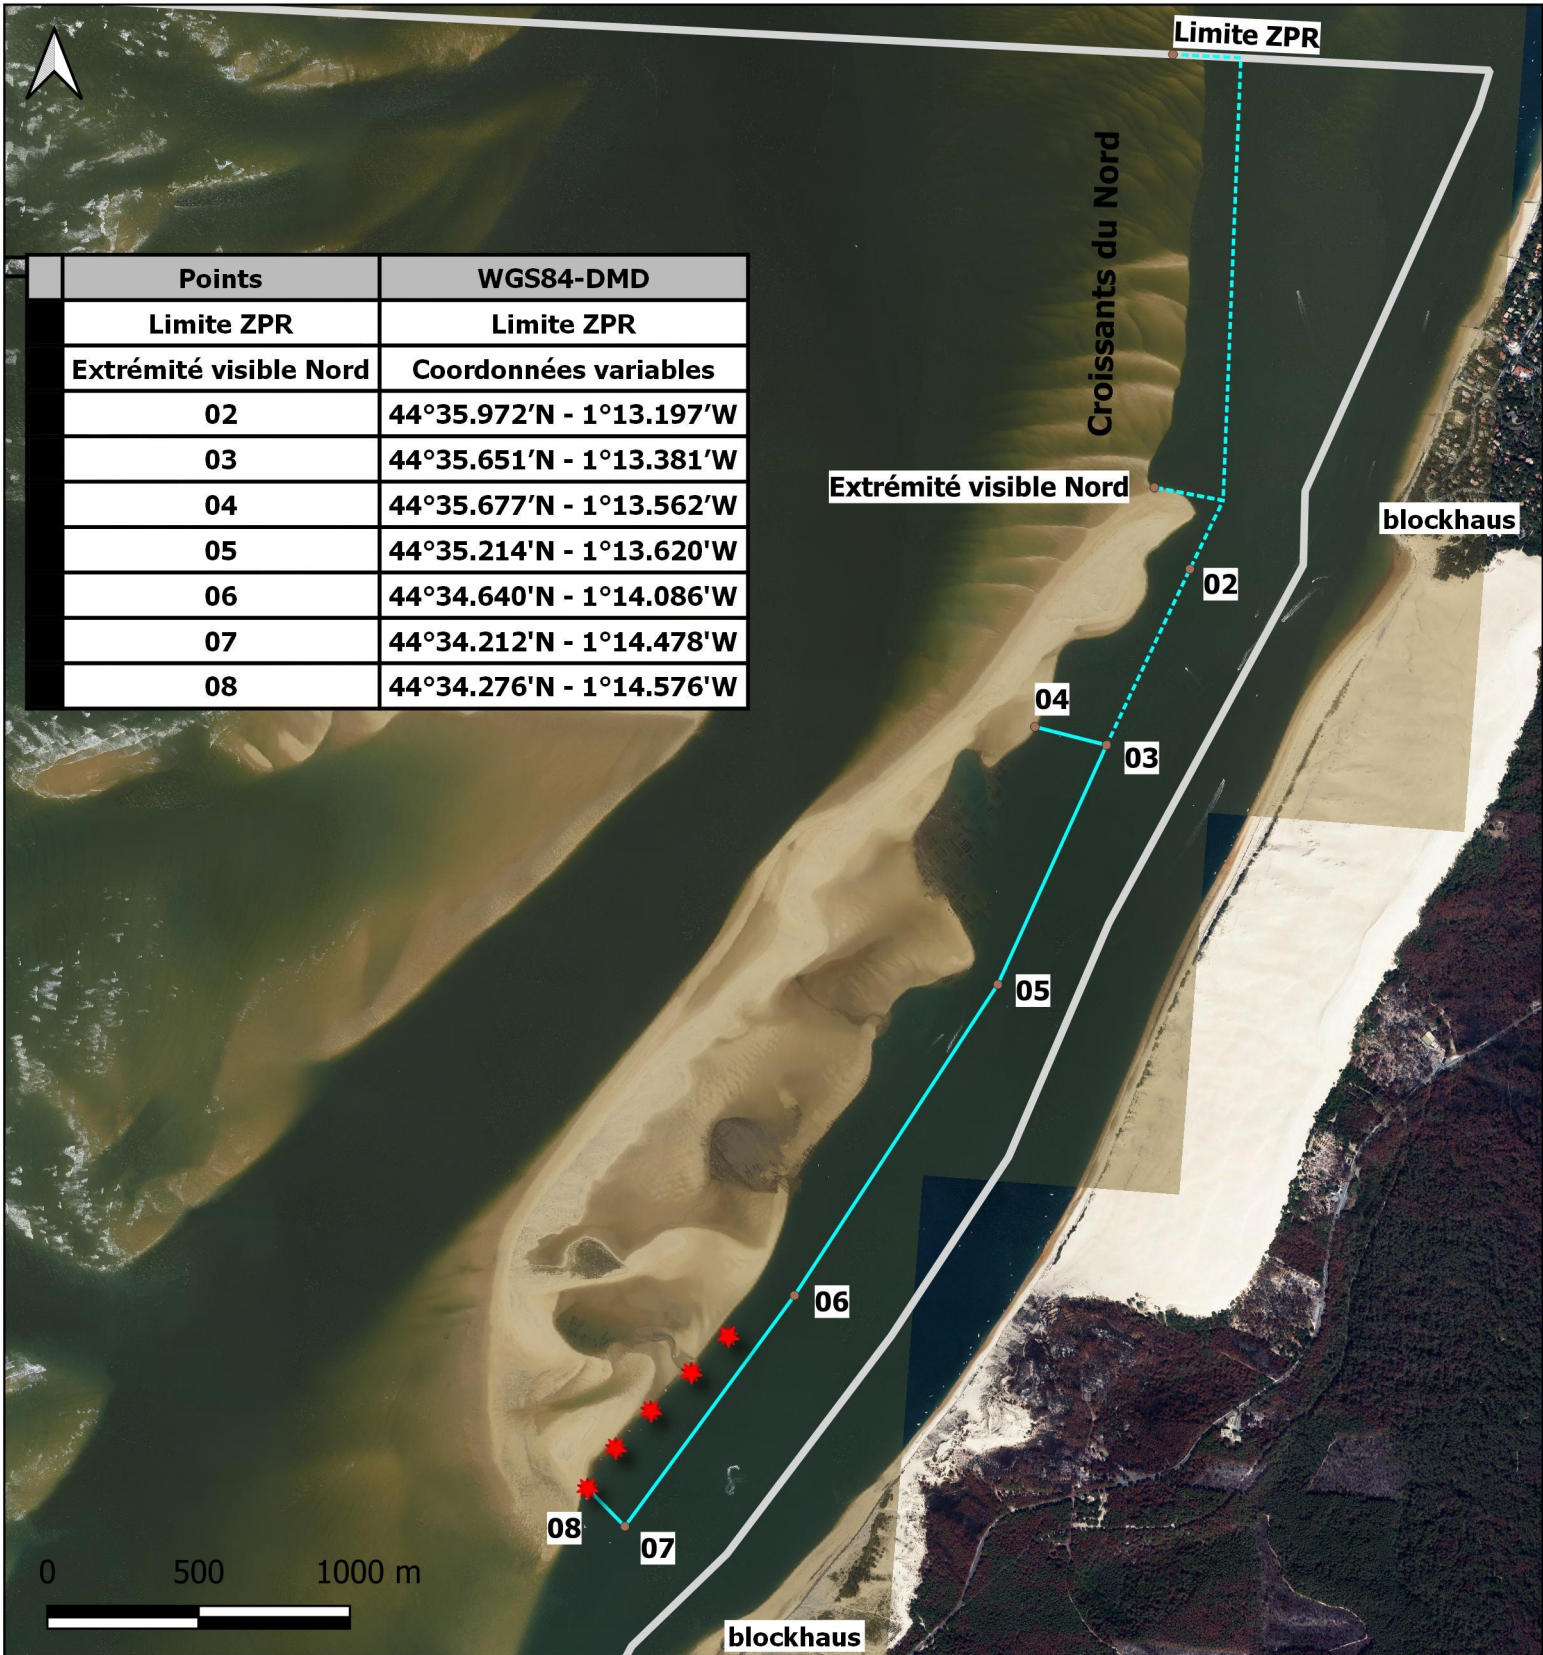 Limite ZPR
Croissants du Nord
Points WGS84-DMD
Limite ZPR Limite ZPR
Extrémité visible Nord Coordonnées variables
02 44°35.972’N - 1°13.197’W
03 44°35.651’N - 1°13.381’W
04 44°35.677’N - 1°13.562’W
05 44°35.214'N - 1°13.620'W
06 44°34.640'N - 1°14.086'W
07 44°34.212'N - 1°14.478'W
08 44°34.276'N - 1°14.576'W
Extrémité visible Nord
blockhaus
02
04
03
05
06
08
07
0 500 1000 m
blockhaus